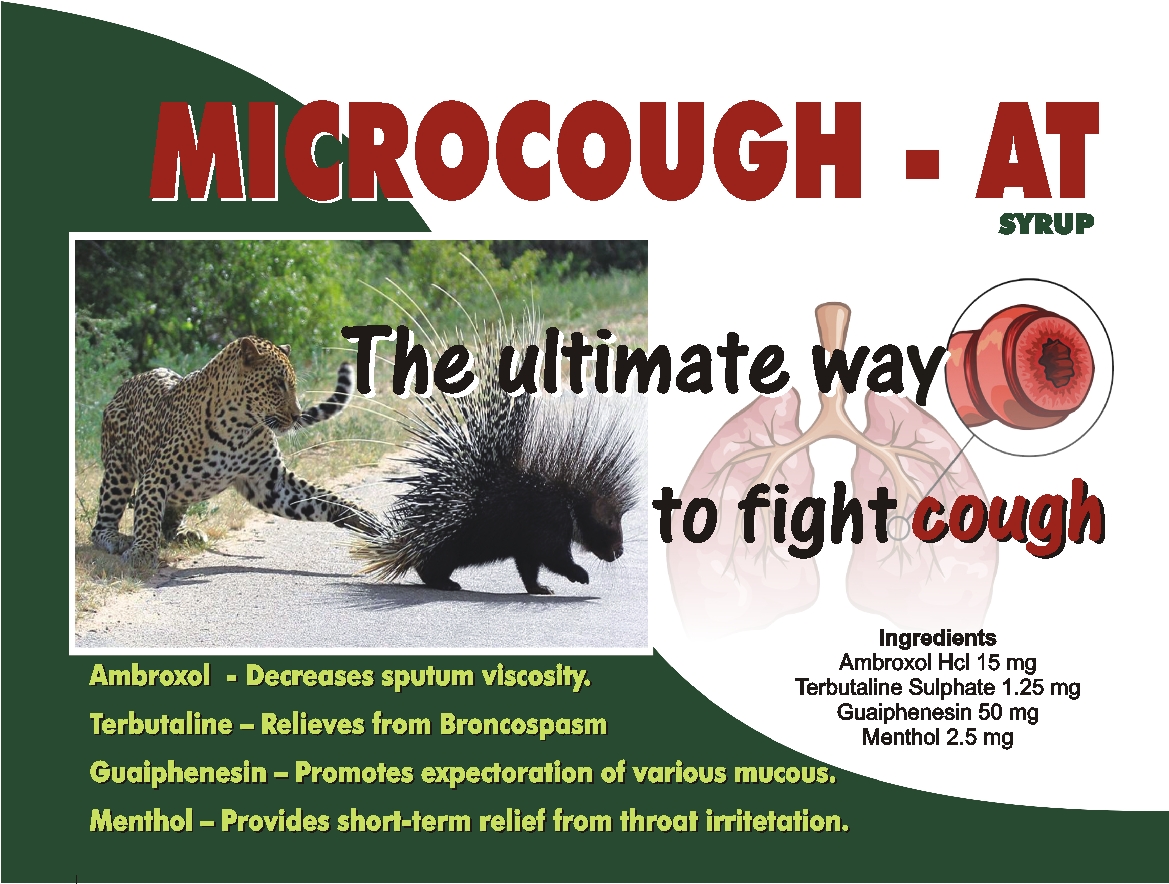 MICROCOUGH - AT
SYRUP
The ultimate way
to fight cough
Ingredients
Ambroxol Hcl 15 mg
Terbutaline Sulphate 1.25 mg
Guaiphenesin 50 mg
Menthol 2.5 mg
Ambroxol - Decreases sputum viscosity.
Terbutaline – Relieves from Broncospasm
Guaiphenesin – Promotes expectoration of various mucous.
Menthol – Provides short-term relief from throat irritetation.